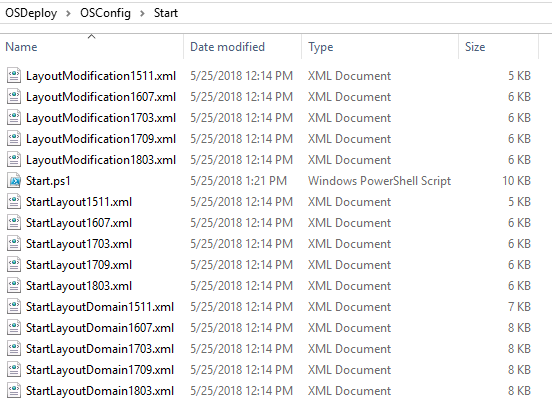 OSDeploy > OSConfig > Start
Name Date modified Type Size
LayoutModification1511.xml 5/25/2018 12:14 PM XML Document 5 KB
LayoutModification1607.xml 5/25/2018 12:14 PM XML Document 6 KB
LayoutModification1703.xml 5/25/2018 12:14 PM XML Document 6 KB
LayoutModification1709.xml 5/25/2018 12:14 PM XML Document 6 KB
LayoutModification1803.xml 5/25/2018 12:14 PM XML Document 6 KB
Start.ps1 5/25/2018 1:21 PM Windows PowerShell Script 10 KB
StartLayout1511.xml 5/25/2018 12:14 PM XML Document 5 KB
StartLayout1607.xml 5/25/2018 12:14 PM XML Document 6 KB
StartLayout1703.xml 5/25/2018 12:14 PM XML Document 6 KB
StartLayout1709.xml 5/25/2018 12:14 PM XML Document 6 KB
StartLayout1803.xml 5/25/2018 12:14 PM XML Document 6 KB
StartLayoutDomain1511.xml 5/25/2018 12:14 PM XML Document 7 KB
StartLayoutDomain1607.xml 5/25/2018 12:14 PM XML Document 8 KB
StartLayoutDomain1703.xml 5/25/2018 12:14 PM XML Document 8 KB
StartLayoutDomain1709.xml 5/25/2018 12:14 PM XML Document 8 KB
StartLayoutDomain1803.xml 5/25/2018 12:14 PM XML Document 8 KB